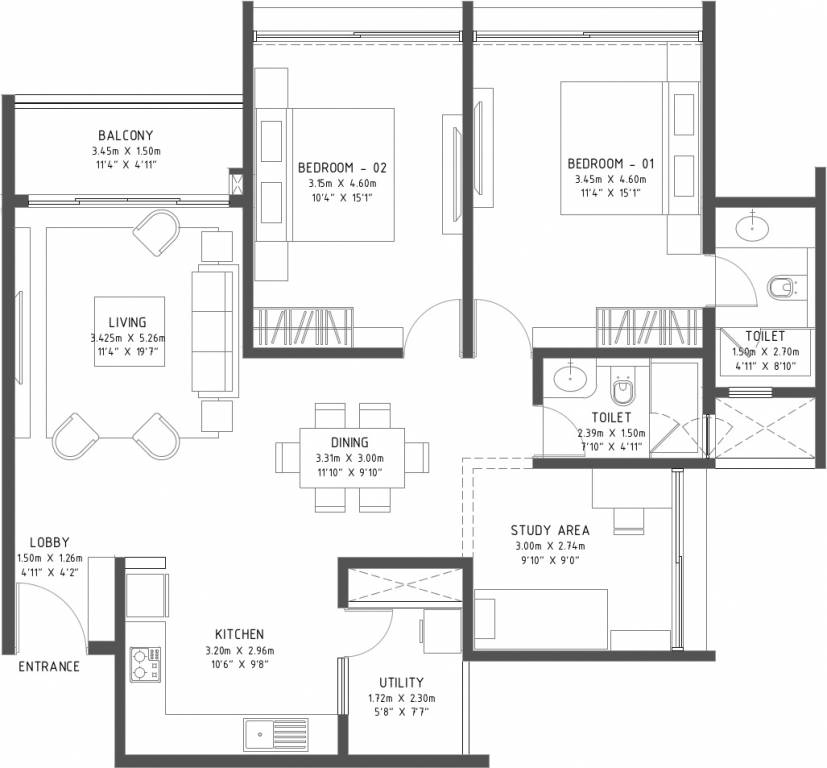 BALCONY
3.45m X 1.50m
11'4" X 4'11"
BEDROOM - 02
3.15m X 4.60m
10'4" X 15'1"
BEDROOM - 01
3.45m X 4.60m
11'4" X 15'1"
LIVING
3.425m X 5.26m
11'4" X 19'7"
TOILET
1.50m X 2.70m
4'11" X 8'10"
TOILET
2.39m X 1.50m
7'10" X 4'11"
DINING
3.31m X 3.00m
11'10" X 9'10"
STUDY AREA
3.00m X 2.74m
9'10" X 9'0"
LOBBY
1.50m X 1.26m
4'11" X 4'2"
KITCHEN
3.20m X 2.96m
10'6" X 9'8"
ENTRANCE
UTILITY
1.72m X 2.30m
5'8" X 7'7"